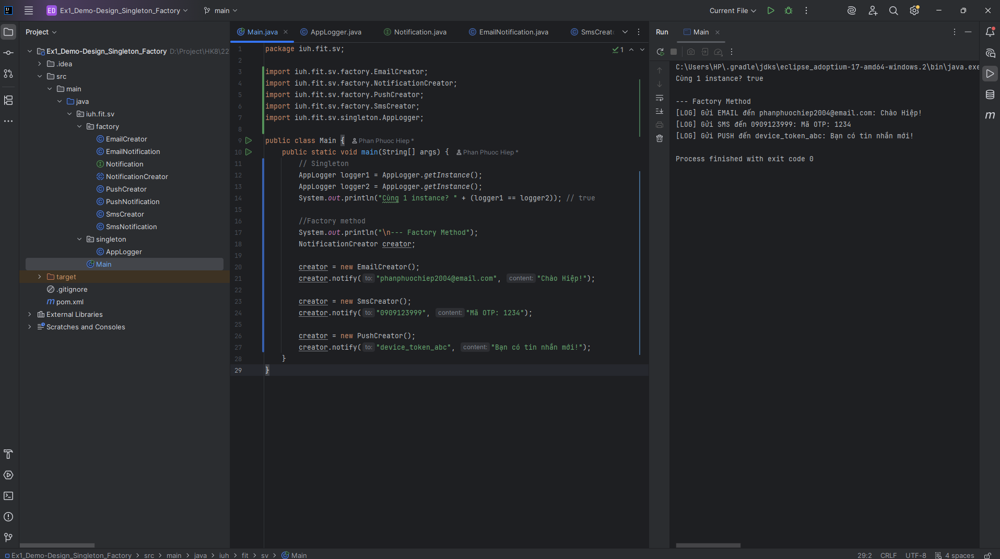 ED Ex1_Demo-Design_Singleton_Factory main Current File
Project
Ex1_Demo-Design_Singleton_Factory D:\Project\HK8\22
.idea
src
main
java
iuh.fit.sv
factory
EmailCreator
EmailNotification
Notification
NotificationCreator
PushCreator
PushNotification
SmsCreator
SmsNotification
singleton
AppLogger
Main
target
.gitignore
pom.xml
External Libraries
Scratches and Consoles
Main.java AppLogger.java Notification.java EmailNotification.java SmsCreat
1 package iuh.fit.sv; 1
2
3 import iuh.fit.sv.factory.EmailCreator;
4 import iuh.fit.sv.factory.NotificationCreator;
5 import iuh.fit.sv.factory.PushCreator;
6 import iuh.fit.sv.factory.SmsCreator;
7 import iuh.fit.sv.singleton.AppLogger;
8
9 public class Main { Phan Phuoc Hiep *
10 public static void main(String[] args) { Phan Phuoc Hiep *
11 // Singleton
12 AppLogger logger1 = AppLogger.getInstance();
13 AppLogger logger2 = AppLogger.getInstance();
14 System.out.println("Cùng 1 instance? " + (logger1 == logger2)); // true
15
16 //Factory method
17 System.out.println("\n--- Factory Method");
18 NotificationCreator creator;
19
20 creator = new EmailCreator();
21 creator.notify( to: "phanphuochiep2004@email.com", content: "Chào Hiệp!");
22
23 creator = new SmsCreator();
24 creator.notify( to: "0909123999", content: "Mã OTP: 1234");
25
26 creator = new PushCreator();
27 creator.notify( to: "device_token_abc", content: "Bạn có tin nhắn mới!");
28 }
29 }
Run Main
C:\Users\HP\.gradle\jdks\eclipse_adoptium-17-amd64-windows.2\bin\java.exe
Cùng 1 instance? true
--- Factory Method
[LOG] Gửi EMAIL đến phanphuochiep2004@email.com: Chào Hiệp!
[LOG] Gửi SMS đến 0909123999: Mã OTP: 1234
[LOG] Gửi PUSH đến device_token_abc: Bạn có tin nhắn mới!
Process finished with exit code 0
Ex1_Demo-Design_Singleton_Factory > src > main > java > iuh > fit > sv > Main 29:2 CRLF UTF-8 4 spaces